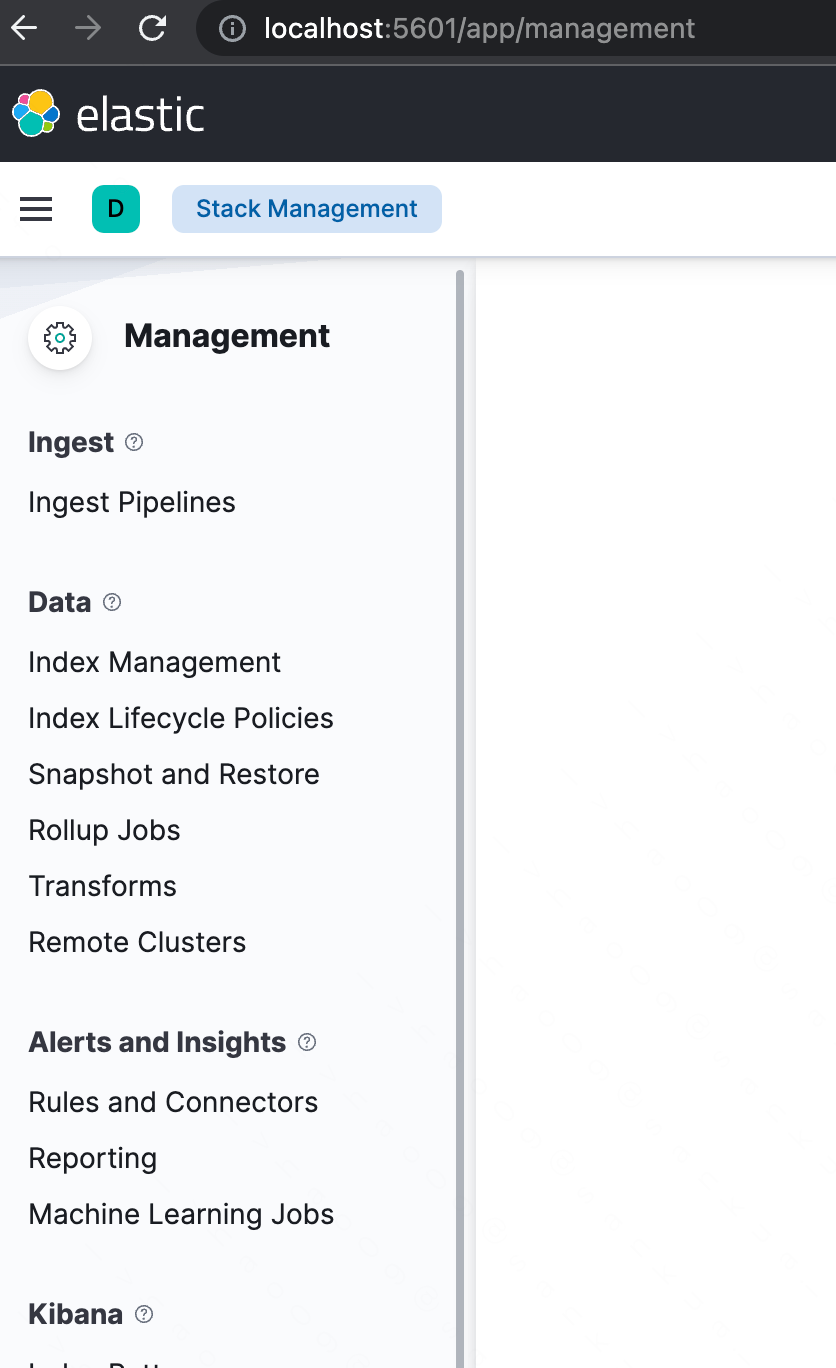 localhost:5601/app/management
elastic
D
Stack Management
Management
Ingest
Ingest Pipelines
Data
Index Management
Index Lifecycle Policies
Snapshot and Restore
Rollup Jobs
Transforms
Remote Clusters
Alerts and Insights
Rules and Connectors
Reporting
Machine Learning Jobs
Kibana